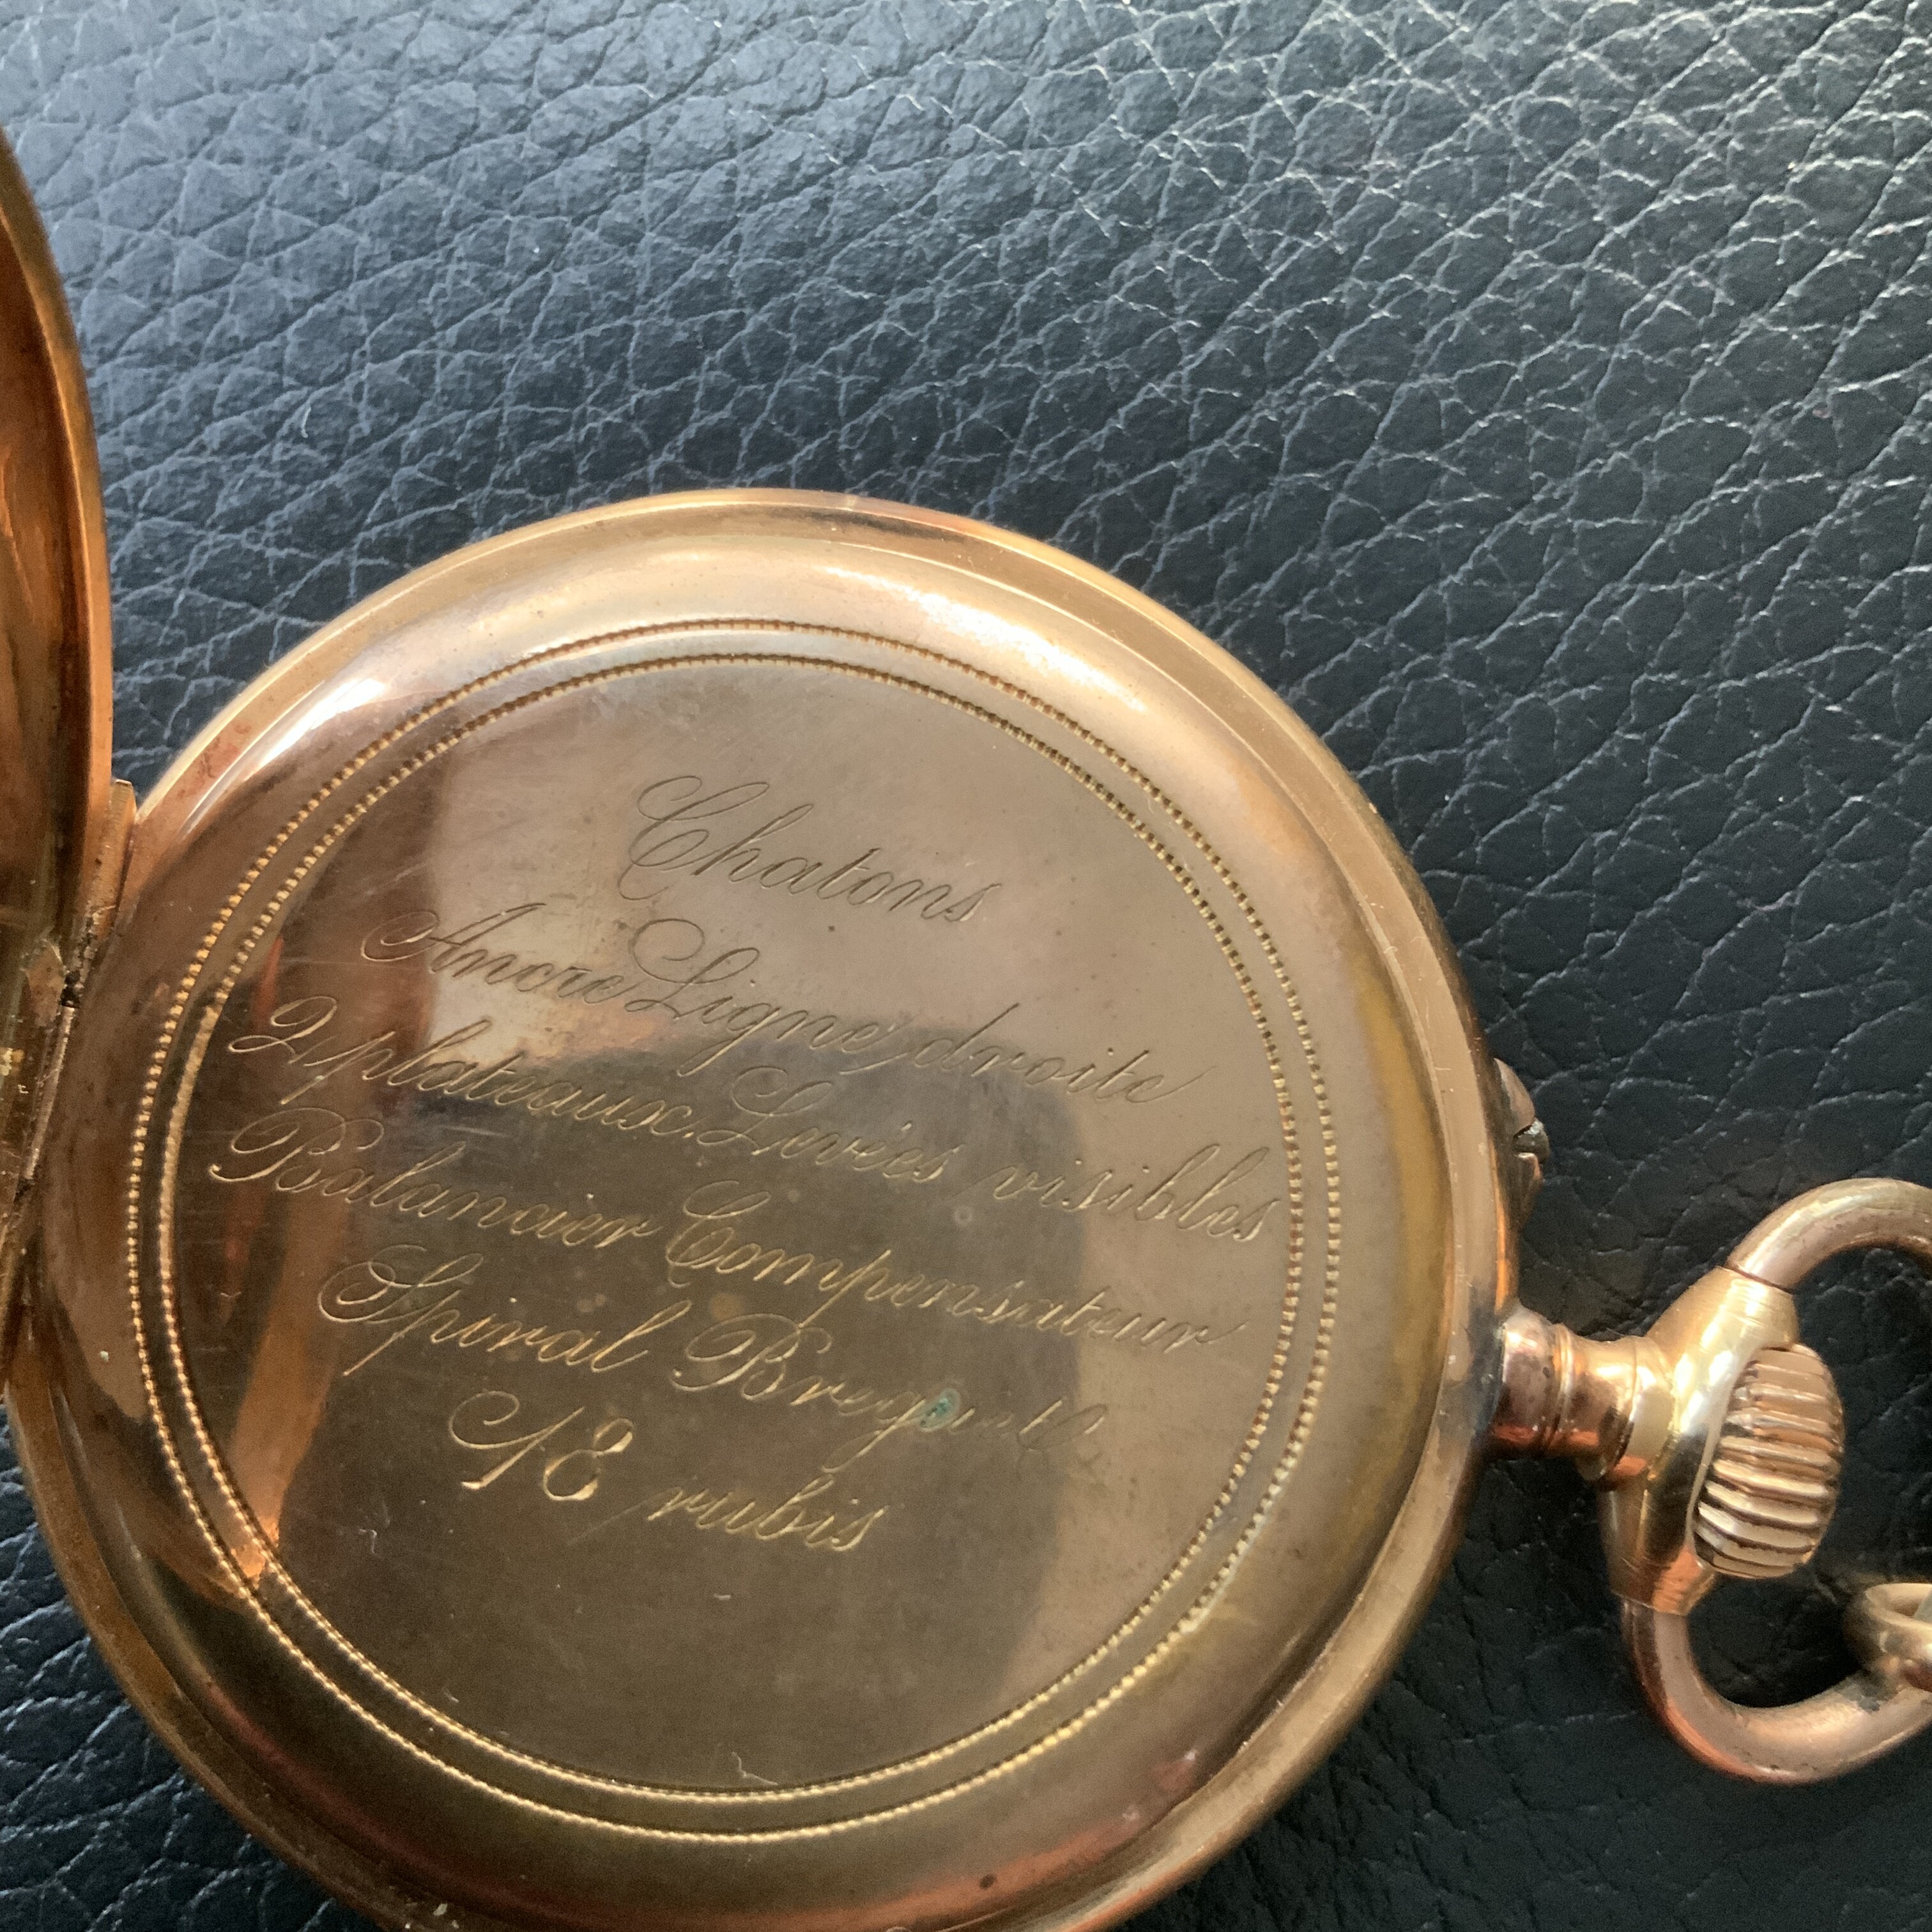 Chatons
Ancre Ligne droite
2 plateaux Levées visibles
Balancier Compensateur
Spiral Breguet
18 rubis